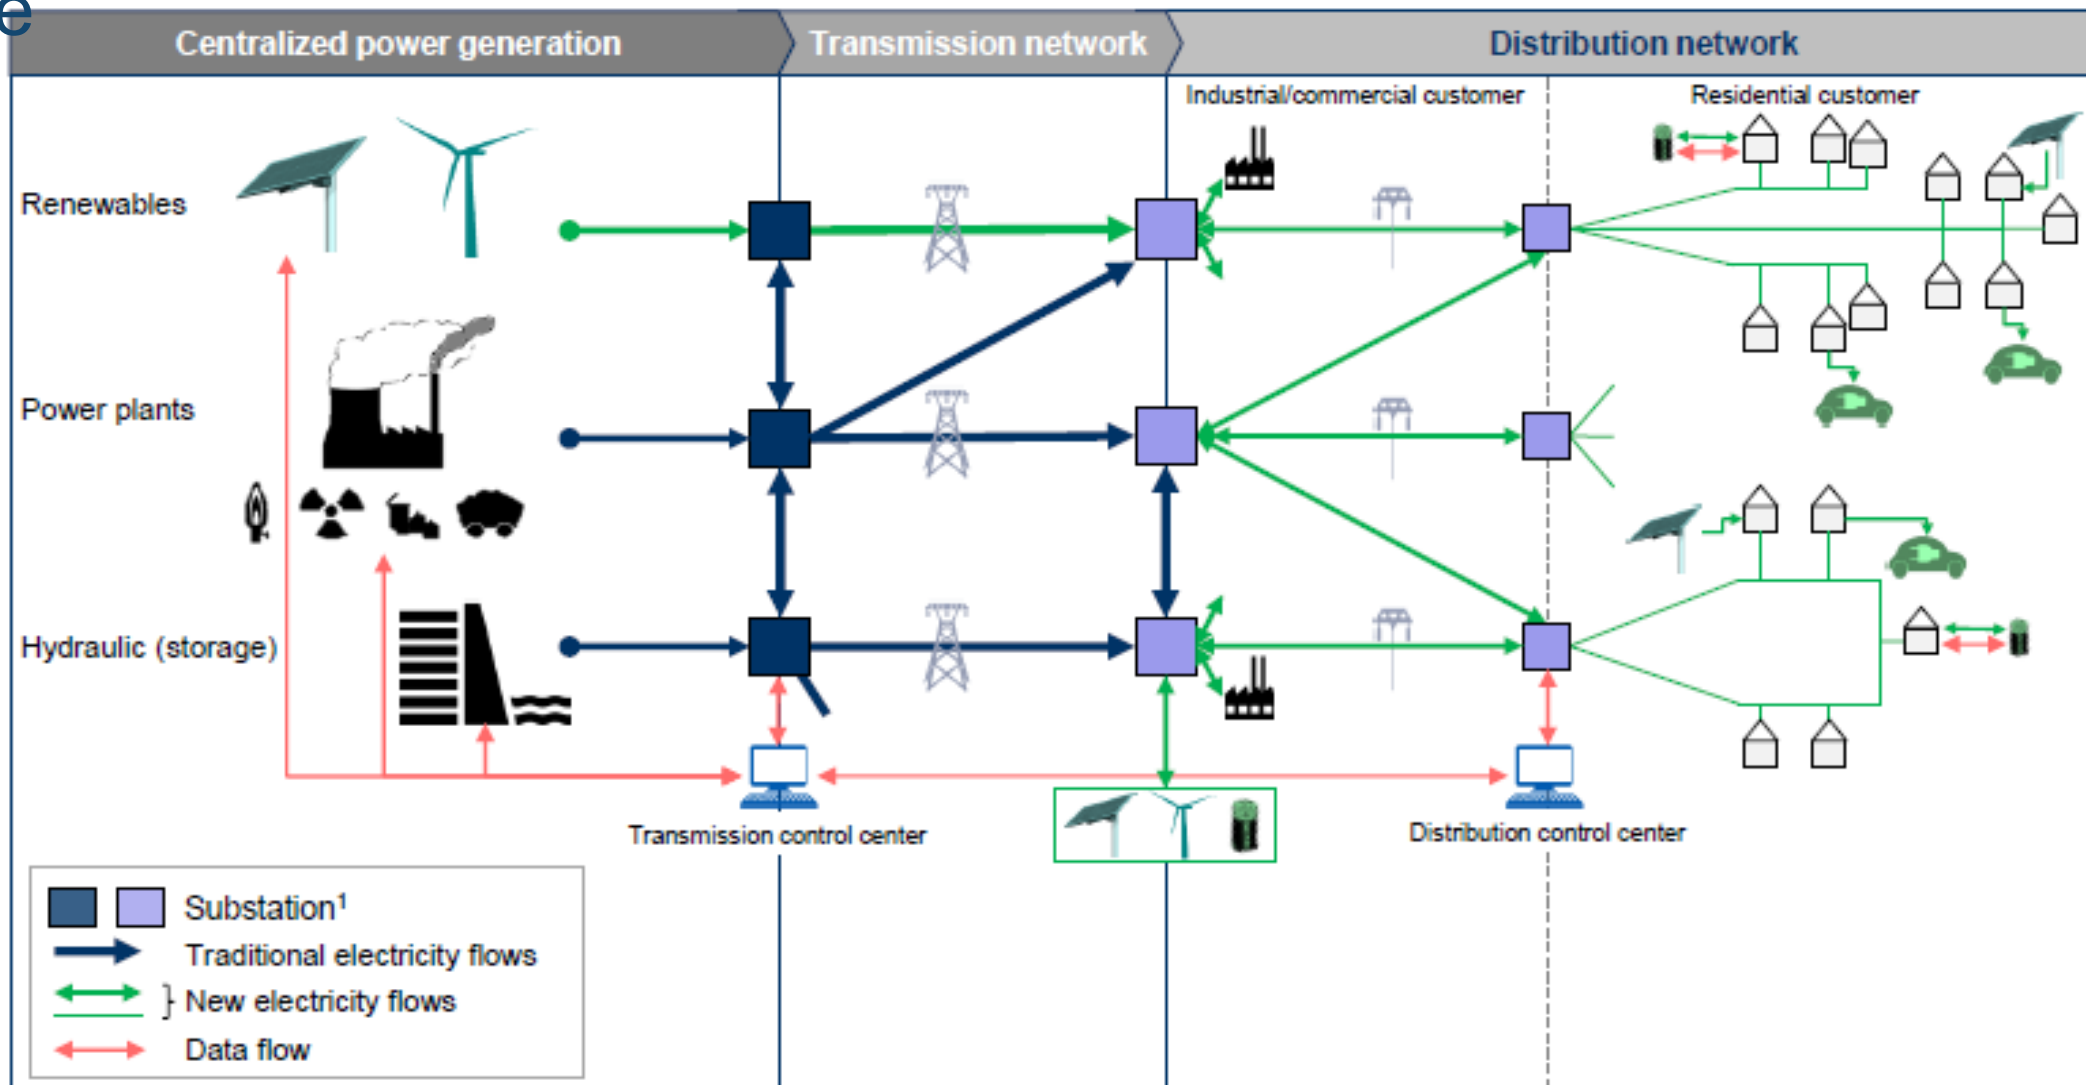 e
Centralized power generation
Transmission network
Distribution network
Industrial/commercial customer
Residential customer
Renewables
Power plants
Hydraulic (storage)
Transmission control center
Distribution control center
Substation¹
Traditional electricity flows
} New electricity flows
Data flow